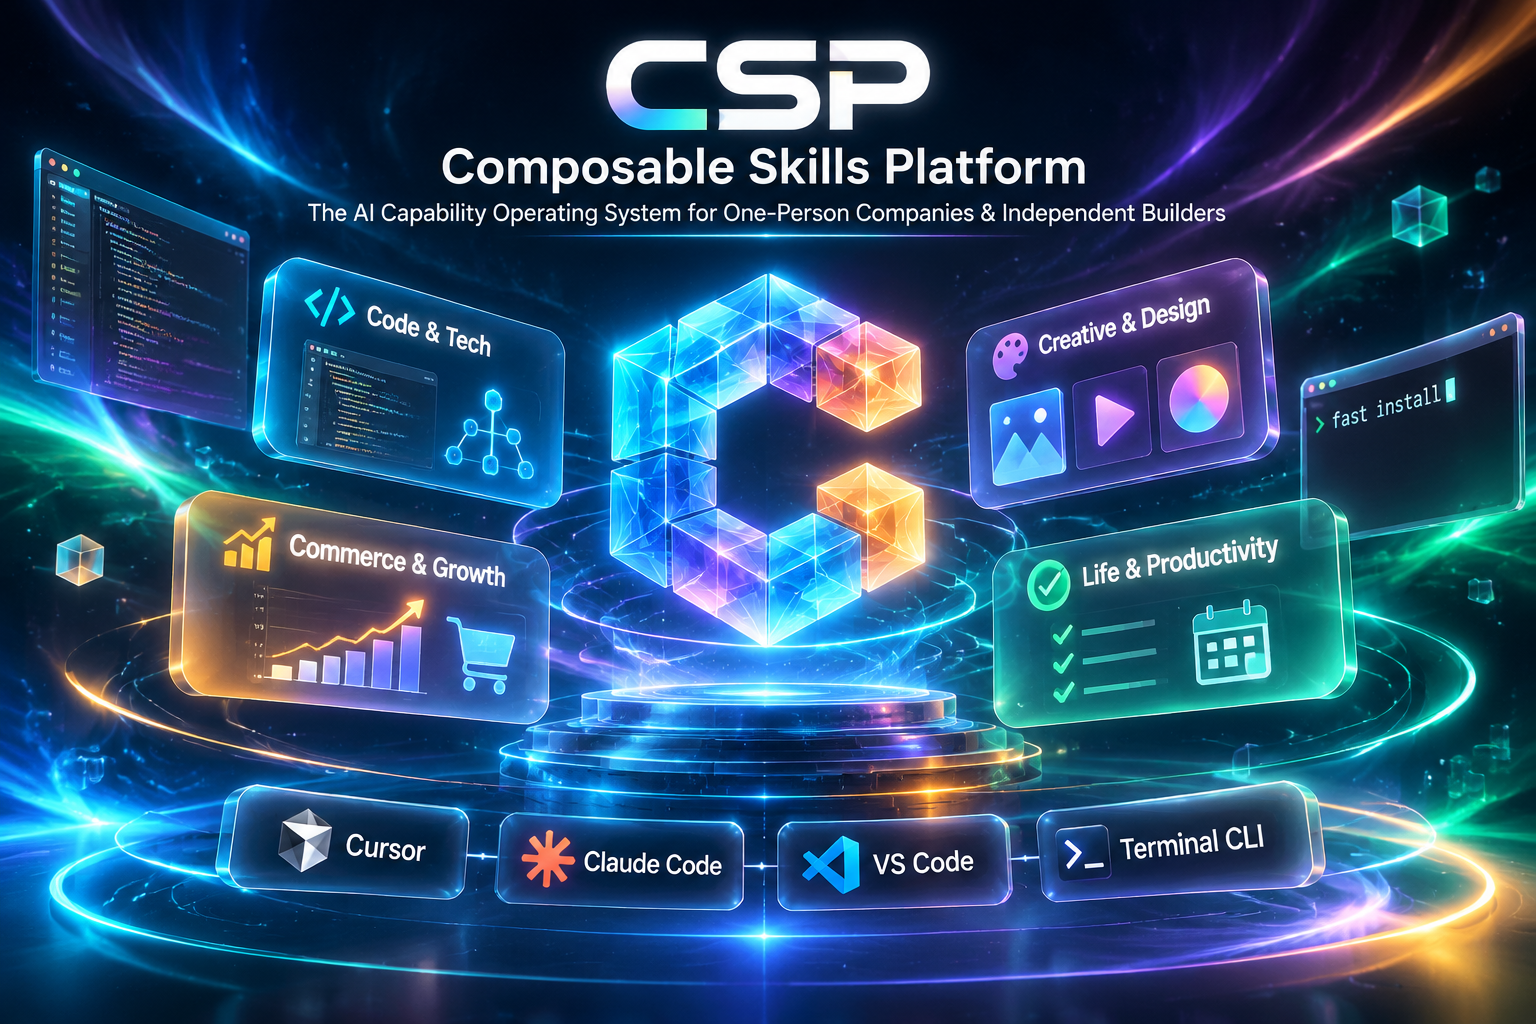 CSP
Composable Skills Platform
The AI Capability Operating System for One-Person Companies & Independent Builders
Code & Tech
Creative & Design
fast install
Commerce & Growth
Life & Productivity
Cursor
Claude Code
VS Code
Terminal CLI